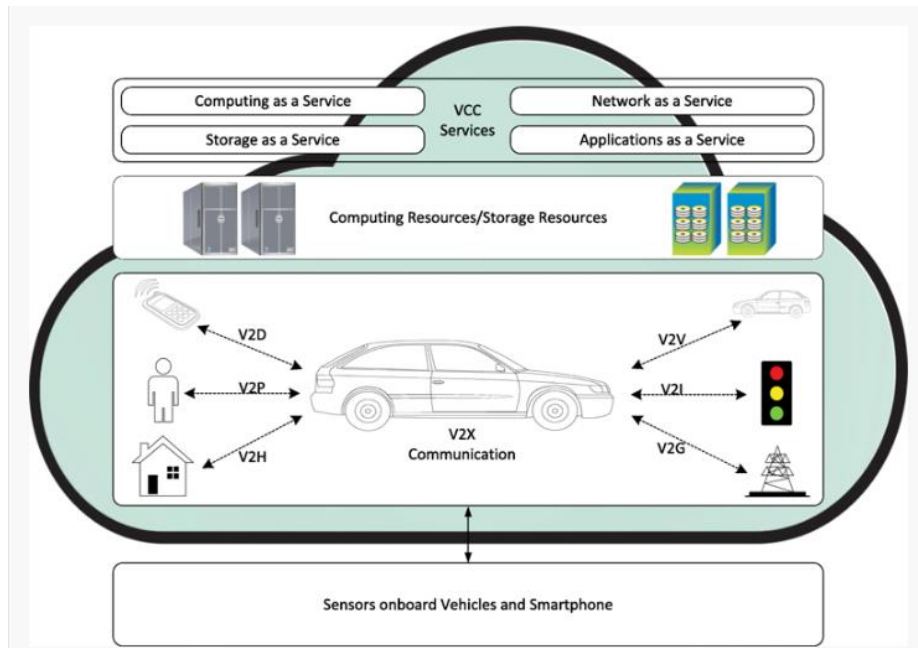 Computing as a Service
Network as a Service
VCC
Services
Storage as a Service
Applications as a Service
Computing Resources/Storage Resources
V2D
V2V
V2P
V2I
V2H
V2G
V2X
Communication
Sensors onboard Vehicles and Smartphone